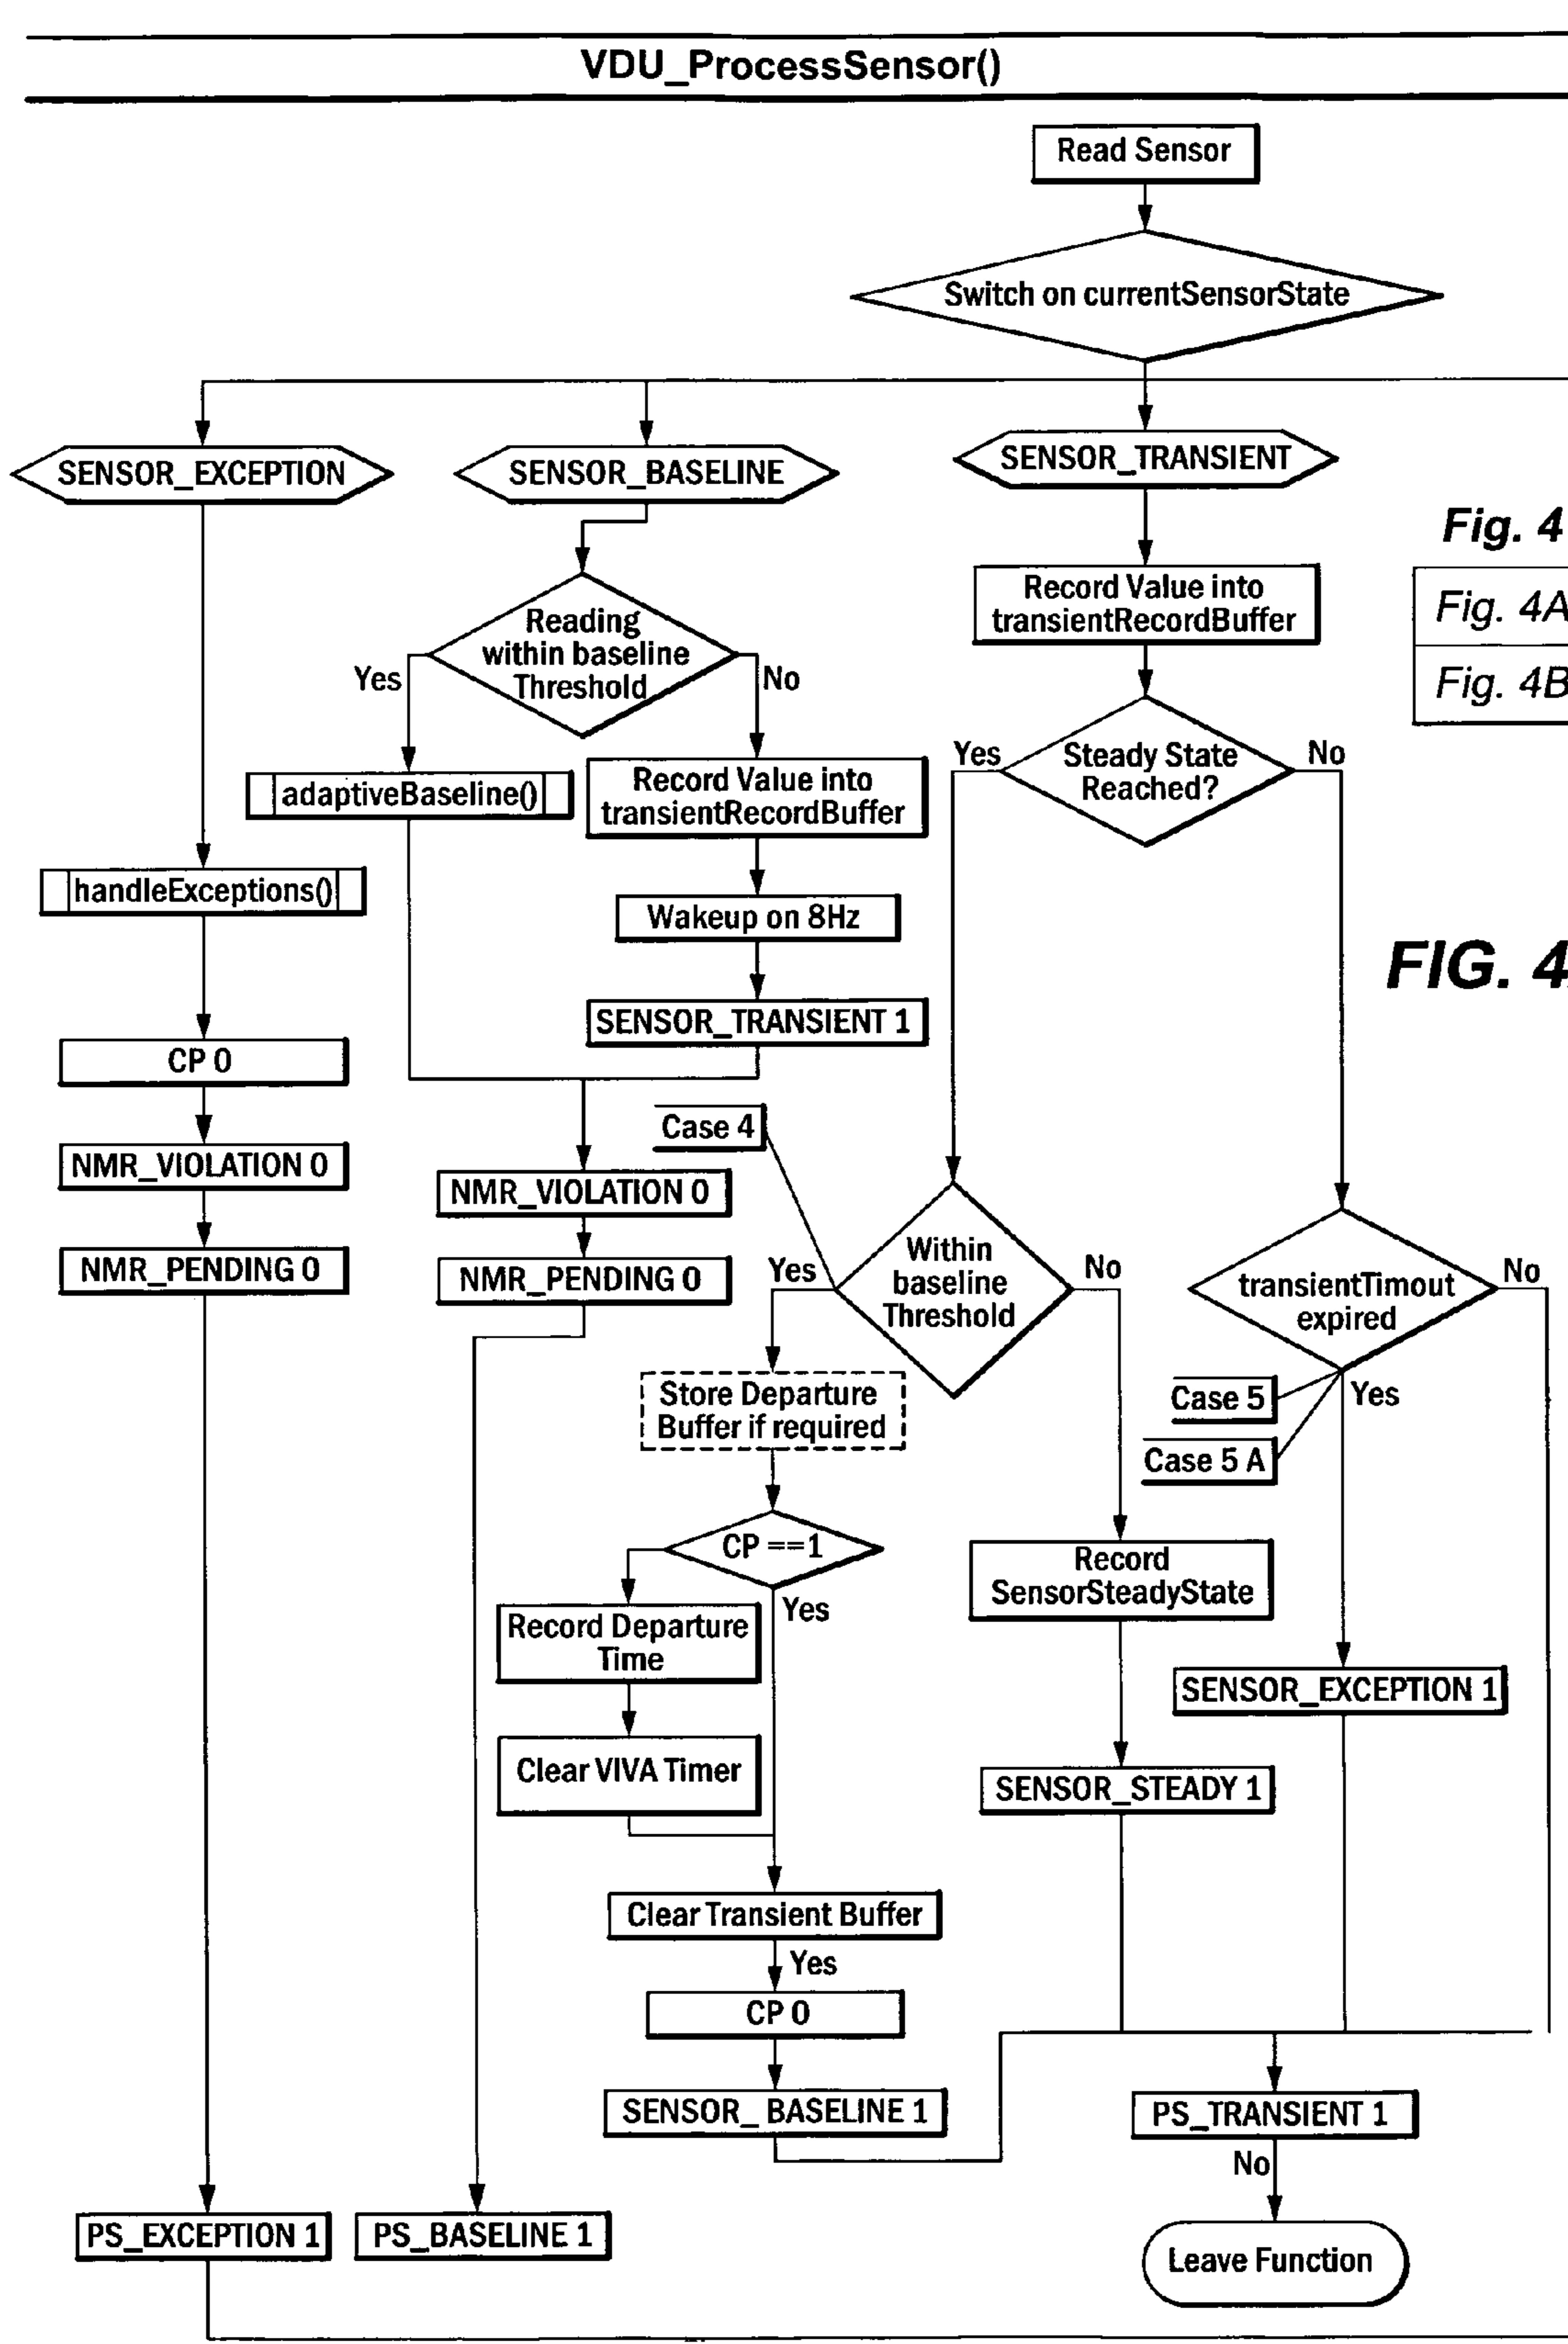 VDU_ProcessSensor()
Read Sensor
Switch on currentSensorState
SENSOR_EXCEPTION
SENSOR_BASELINE
SENSOR_TRANSIENT
Fig. 4
Fig. 4A
Fig. 4B
Record Value into
transientRecordBuffer
Reading
within baseline
Threshold
Yes
No
Steady State
Reached?
Yes
No
adaptiveBaseline()
Record Value into
transientRecordBuffer
handleExceptions()
Wakeup on 8Hz
FIG. 4
SENSOR_TRANSIENT 1
CP 0
Case 4
NMR_VIOLATION 0
NMR_VIOLATION 0
NMR_PENDING 0
NMR_PENDING 0
Yes
Within
baseline
Threshold
No
transientTimout
expired
No
Store Departure
Buffer if required
Case 5
Yes
Case 5 A
CP ==1
Yes
Record
SensorSteadyState
Record Departure
Time
SENSOR_EXCEPTION 1
Clear VIVA Timer
SENSOR_STEADY 1
Clear Transient Buffer
Yes
CP 0
SENSOR_ BASELINE 1
PS_TRANSIENT 1
No
PS_EXCEPTION 1
PS_BASELINE 1
Leave Function